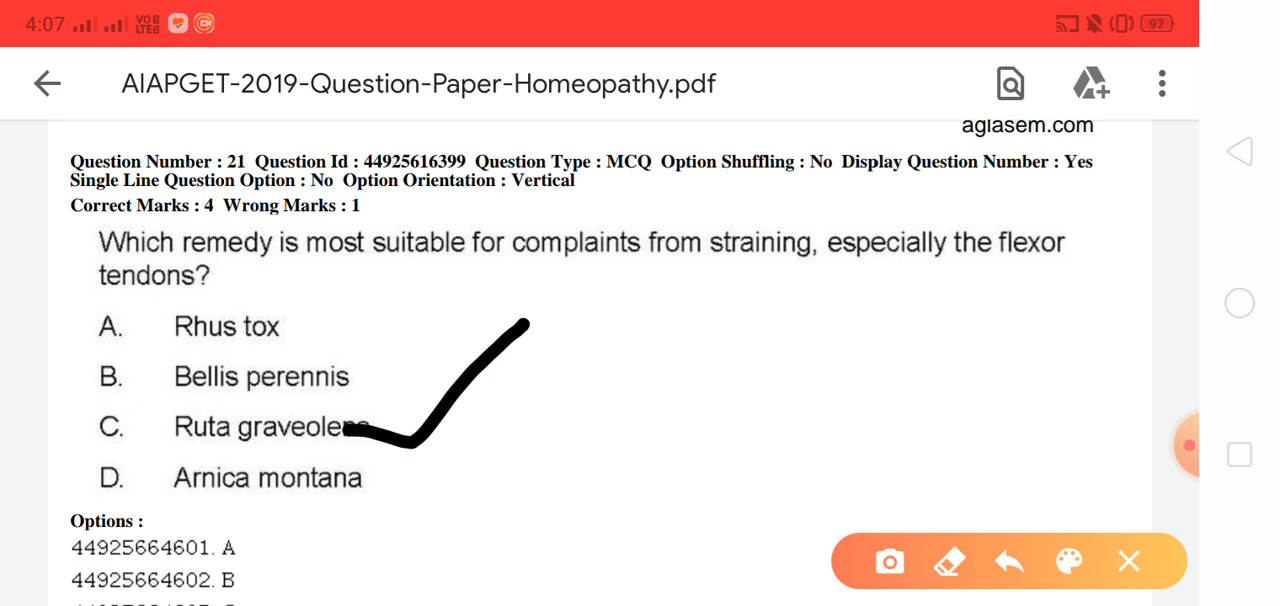 4:07 VO LTE 97
AIAPGET-2019-Question-Paper-Homeopathy.pdf
aglasem.com
Question Number : 21 Question Id : 44925616399 Question Type : MCQ Option Shuffling : No Display Question Number : Yes
Single Line Question Option : No Option Orientation : Vertical
Correct Marks : 4 Wrong Marks : 1
Which remedy is most suitable for complaints from straining, especially the flexor
tendons?
A. Rhus tox
B. Bellis perennis
C. Ruta graveolens
D. Arnica montana
Options :
44925664601. A
44925664602. B